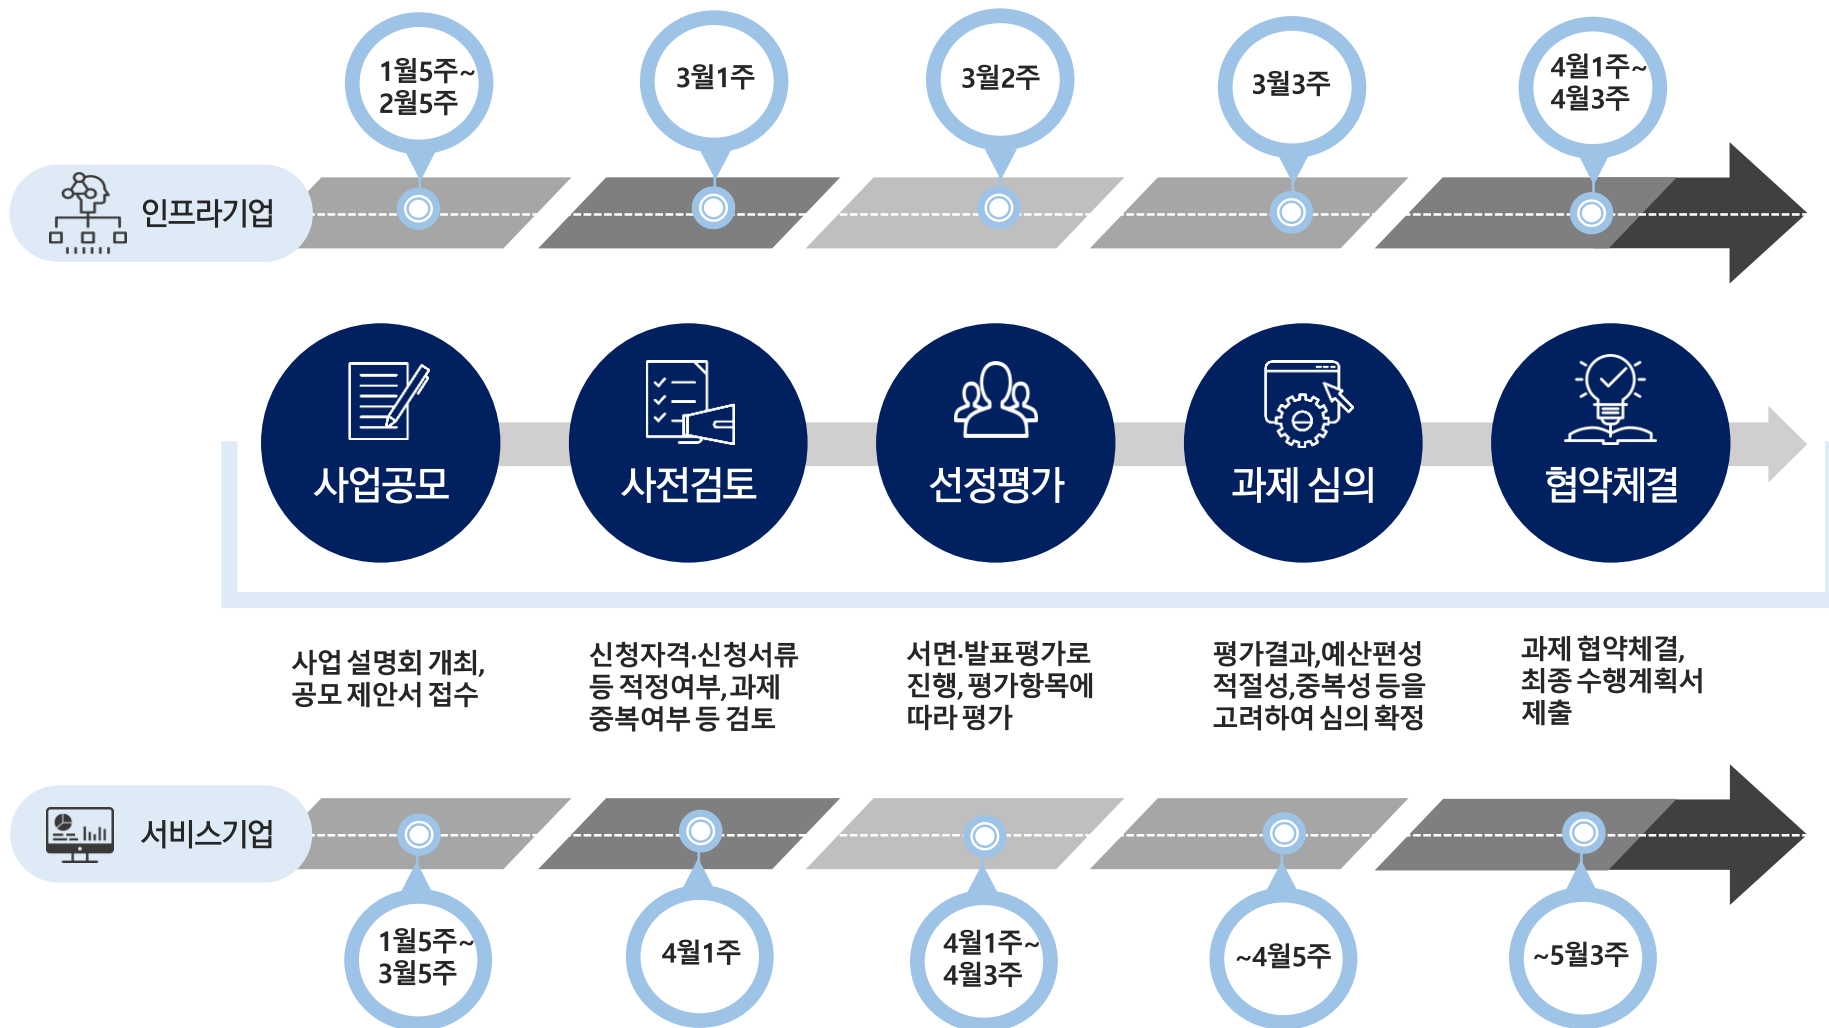 1월5주~
2월5주
3월1주
3월2주
3월3주
4월1주~
4월3주
인프라기업
사업공모
사전검토
선정평가
과제 심의
협약체결
사업 설명회 개최,
공모 제안서 접수
신청자격·신청서류
등 적정여부, 과제
중복여부 등 검토
서면·발표평가로
진행, 평가항목에
따라 평가
평가결과,예산편성
적절성,중복성 등을
고려하여 심의 확정
과제 협약체결,
최종 수행계획서
제출
서비스기업
1월5주~
3월5주
4월1주
4월1주~
4월3주
~4월5주
~5월3주